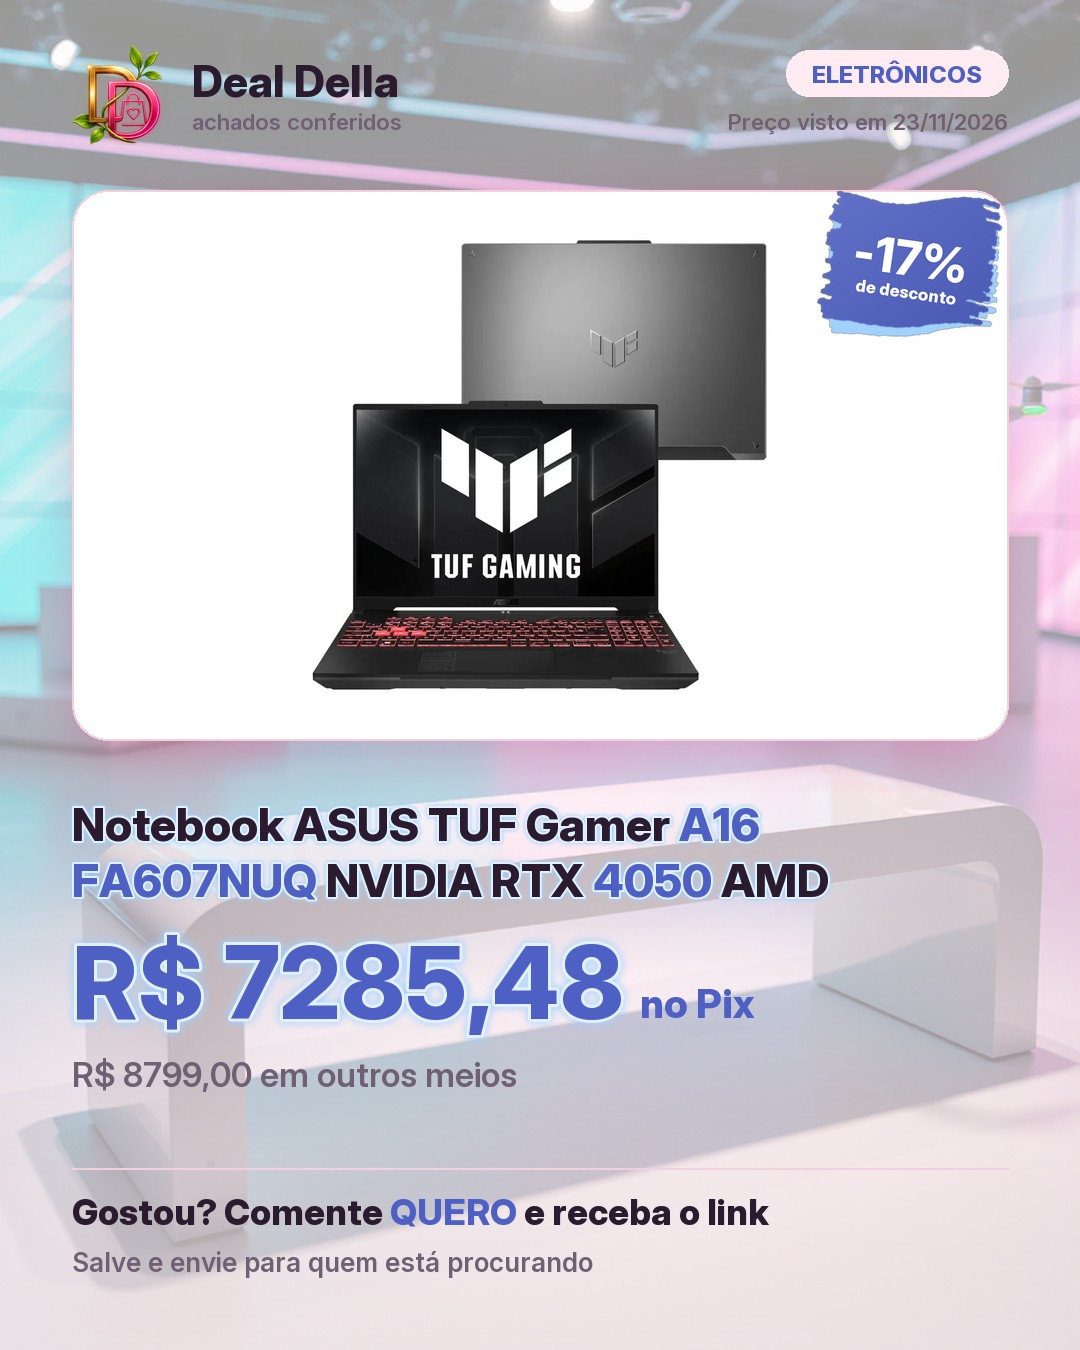 Deal Della
achados conferidos
ELETRÔNICOS
Preço visto em 23/11/2026
-17%
de desconto
TUF GAMING
Notebook ASUS TUF Gamer A16
FA607NUQ NVIDIA RTX 4050 AMD
R$ 7285,48 no Pix
R$ 8799,00 em outros meios
Gostou? Comente QUERO e receba o link
Salve e envie para quem está procurando